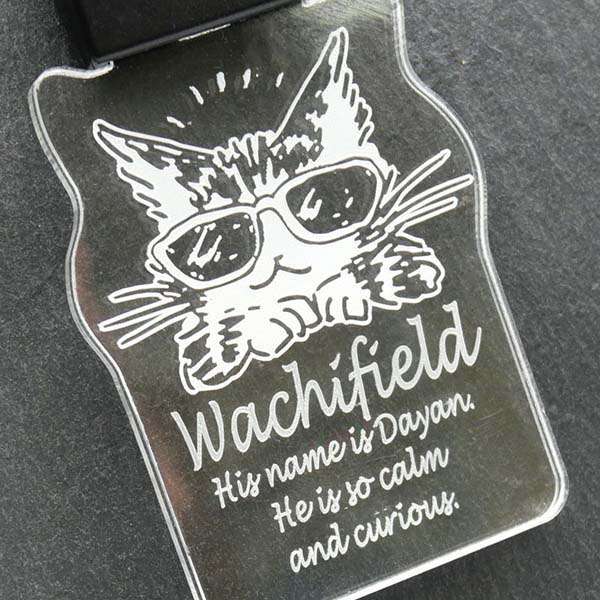 Wachifield
His name is Dayan.
He is so calm
and curious.